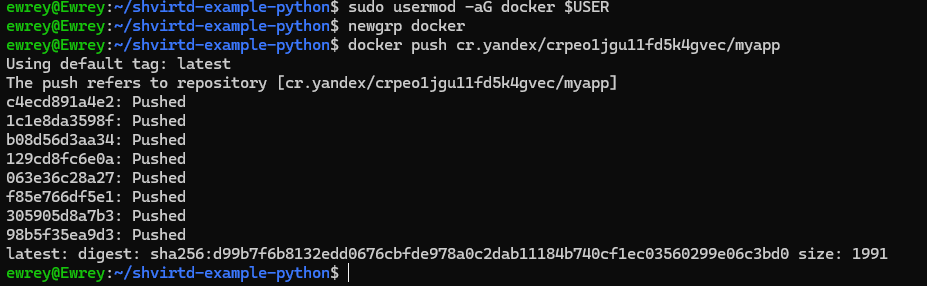 ewrey@Ewrey:~/shvirtd-example-python$ sudo usermod -aG docker $USER
ewrey@Ewrey:~/shvirtd-example-python$ newgrp docker
ewrey@Ewrey:~/shvirtd-example-python$ docker push cr.yandex/crpeo1jgu11fd5k4gvec/myapp
Using default tag: latest
The push refers to repository [cr.yandex/crpeo1jgu11fd5k4gvec/myapp]
c4ecd891a4e2: Pushed
1c1e8da3598f: Pushed
b08d56d3aa34: Pushed
129cd8fc6e0a: Pushed
063e36c28a27: Pushed
f85e766df5e1: Pushed
305905d8a7b3: Pushed
98b5f35ea9d3: Pushed
latest: digest: sha256:d99b7f6b8132edd0676cbfde978a0c2dab11184b740cf1ec03560299e06c3bd0 size: 1991
ewrey@Ewrey:~/shvirtd-example-python$